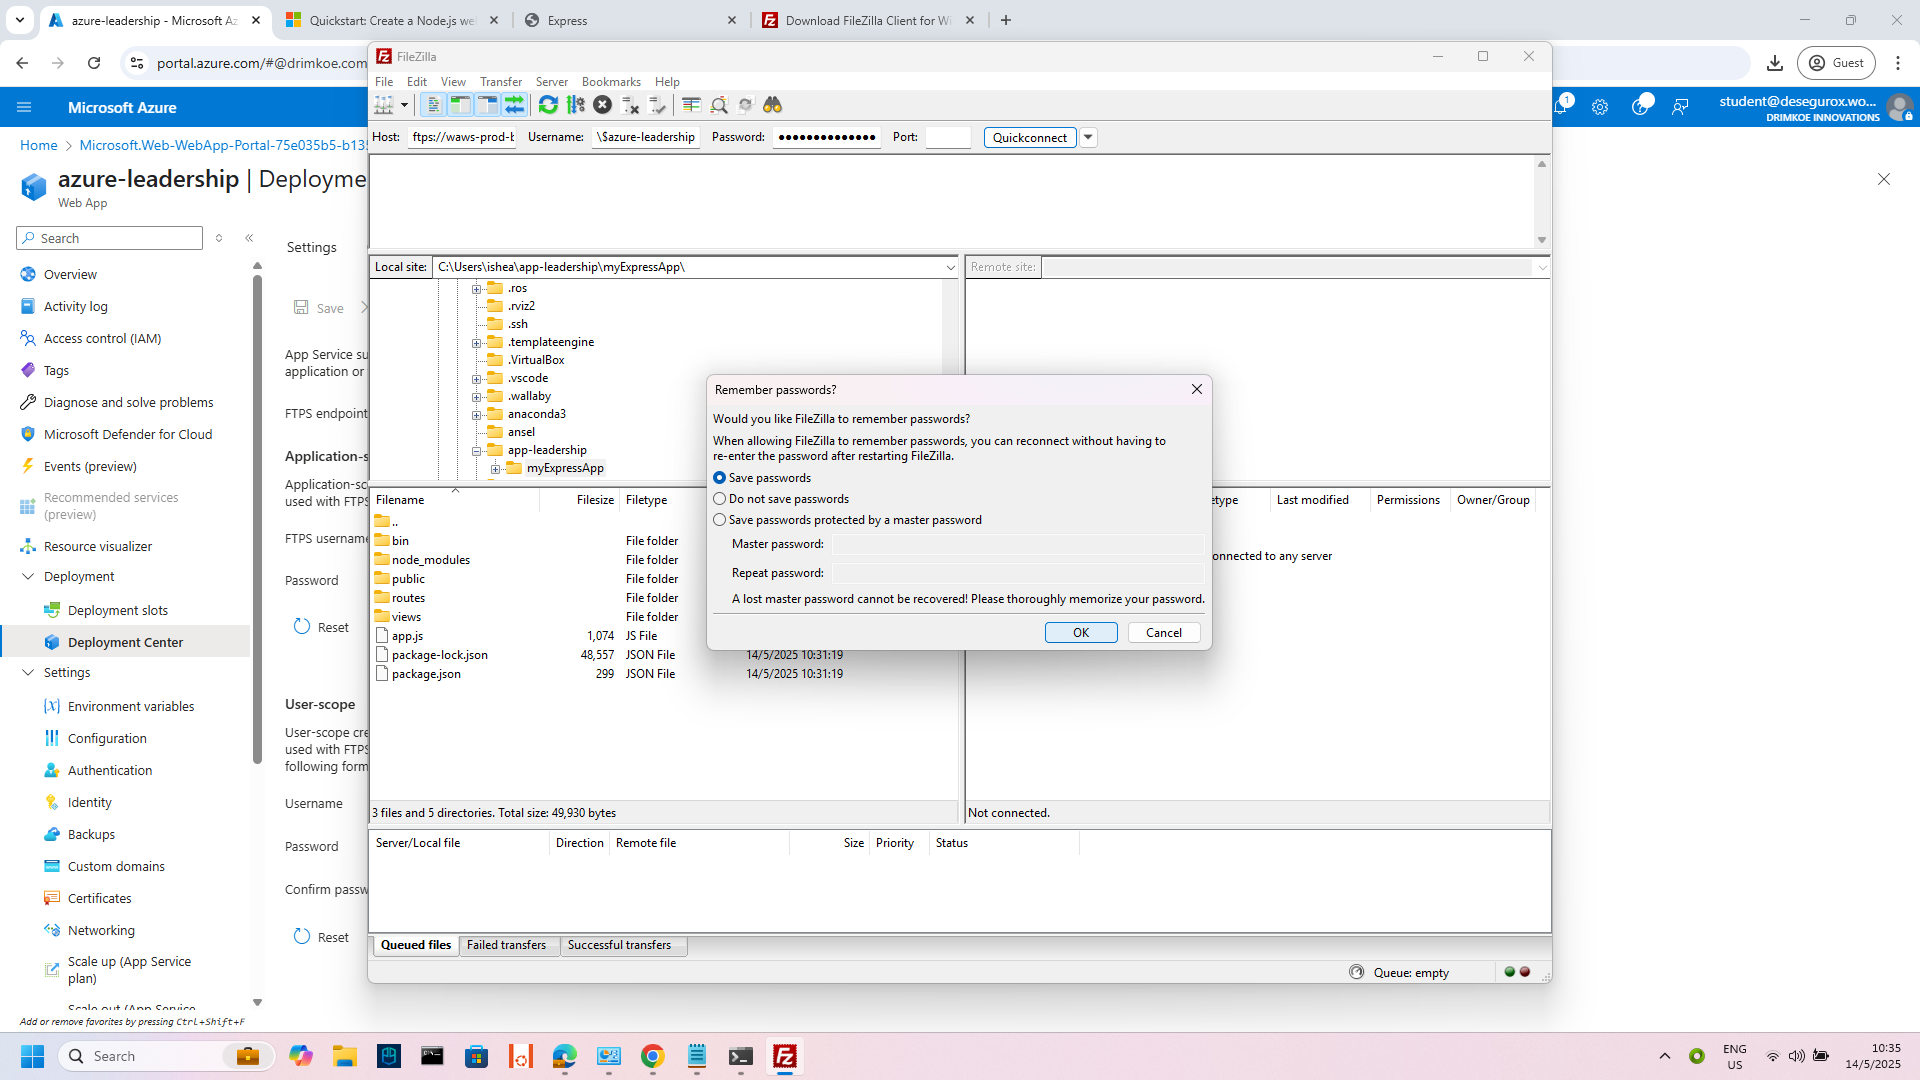 azure-leadership - Microsoft Az
Quickstart: Create a Node.js we
Express
Download FileZilla Client for Wi
portal.azure.com/#@drimkoe.com
Guest
Microsoft Azure
1
student@desegurox.wo...
DRIMKOE INNOVATIONS
Home
Microsoft.Web-WebApp-Portal-75e035b5-b135
azure-leadership | Deployme
Web App
Search
Overview
Activity log
Access control (IAM)
Tags
Diagnose and solve problems
Microsoft Defender for Cloud
Events (preview)
Recommended services
(preview)
Resource visualizer
Deployment
Deployment slots
Deployment Center
Settings
Environment variables
Configuration
Authentication
Identity
Backups
Custom domains
Certificates
Networking
Scale up (App Service
plan)
Scale out (App Service
Add or remove favorites by pressing Ctrl+Shift+F
Settings
Save
App Service su
application or
FTPS endpoint
Application-s
Application-sc
used with FTPS
FTPS username
Password
Reset
User-scope
User-scope cre
used with FTPS
following form
Username
Password
Confirm passw
Reset
FileZilla
File Edit View Transfer Server Bookmarks Help
Host: ftps://waws-prod-b Username: \$azure-leadership Password: ●●●●●●●●●●●●●● Port: Quickconnect
Local site: C:\Users\ishea\app-leadership\myExpressApp\
Remote site:
.ros
.rviz2
.ssh
.templateengine
.VirtualBox
.vscode
.wallaby
anaconda3
ansel
app-leadership
myExpressApp
Filename Filesize Filetype
..
bin File folder
node_modules File folder
public File folder
routes File folder
views File folder
app.js 1,074 JS File
package-lock.json 48,557 JSON File 14/5/2025 10:31:19
package.json 299 JSON File 14/5/2025 10:31:19
3 files and 5 directories. Total size: 49,930 bytes
etype Last modified Permissions Owner/Group
onnected to any server
Not connected.
Remember passwords?
Would you like FileZilla to remember passwords?
When allowing FileZilla to remember passwords, you can reconnect without having to
re-enter the password after restarting FileZilla.
Save passwords
Do not save passwords
Save passwords protected by a master password
Master password:
Repeat password:
A lost master password cannot be recovered! Please thoroughly memorize your password.
OK Cancel
Server/Local file Direction Remote file Size Priority Status
Queued files Failed transfers Successful transfers
Queue: empty
Search
ENG
US
10:35
14/5/2025